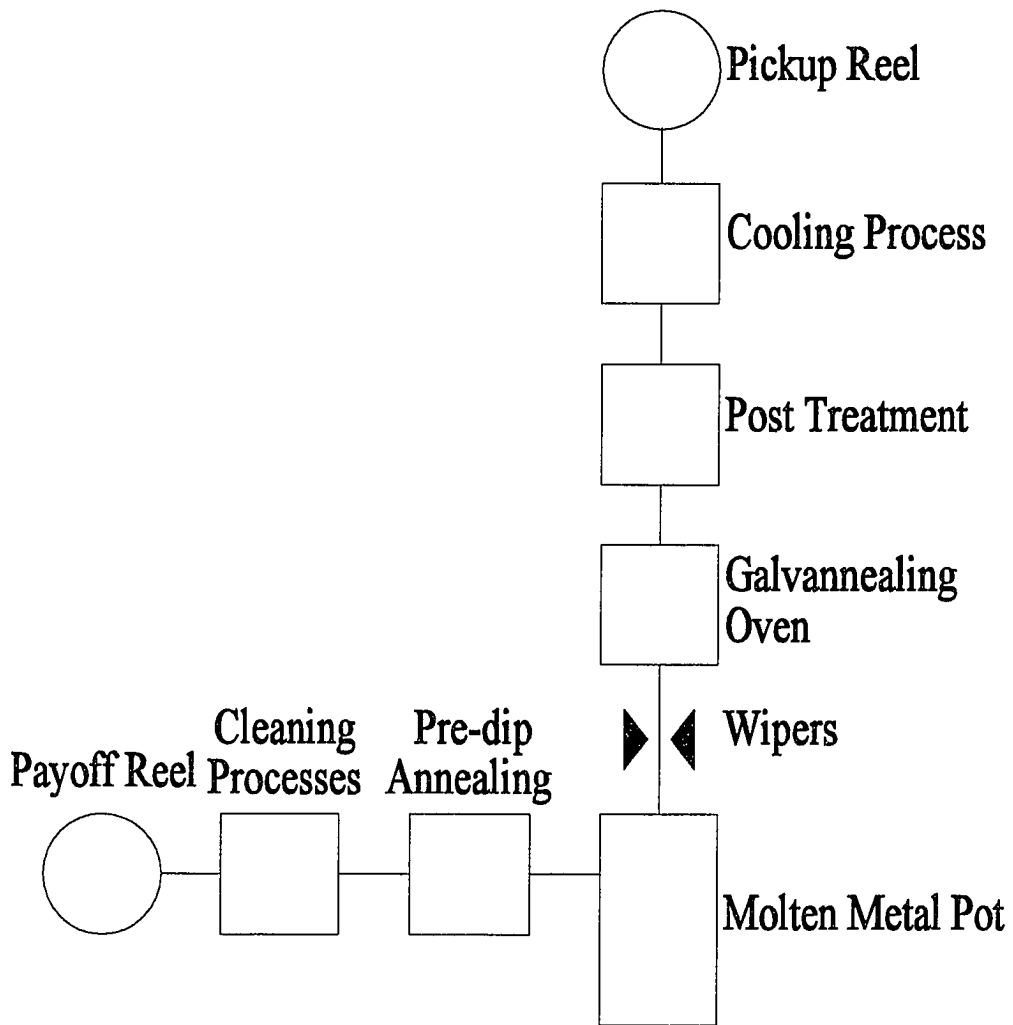 Pickup Reel
Cooling Process
Post Treatment
Galvannealing
Oven
Wipers
Cleaning
Processes
Pre-dip
Annealing
Payoff Reel
Molten Metal Pot